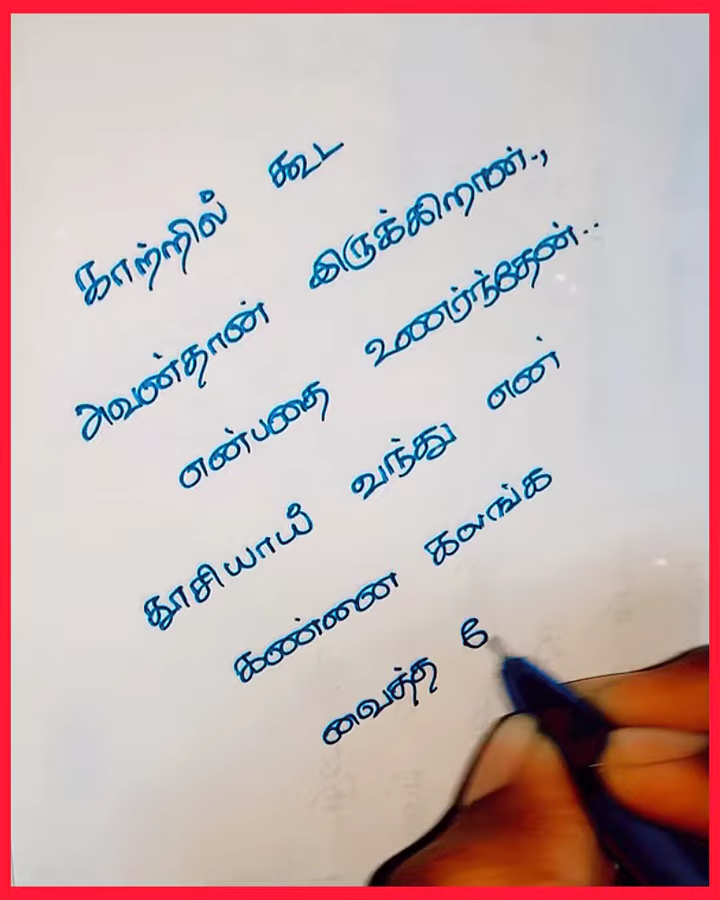 காற்றில் கூட
அவன்தான் இருக்கிறான்.,
என்பதை உணர்ந்தேன்..
தூசியாய் வந்து என்
கண்ணை கலங்க
வைத்த